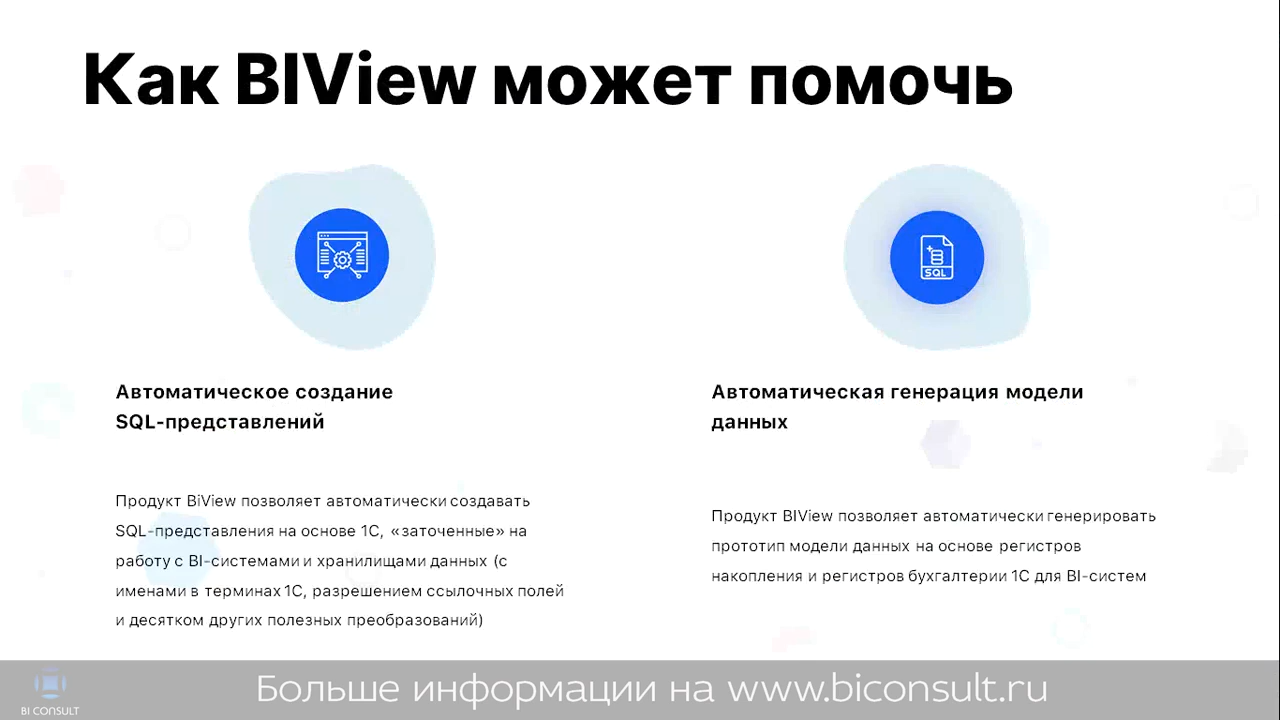 Как BIView может помочь
SQL
Автоматическое создание
SQL-представлений
Продукт BiView позволяет автоматически создавать
SQL-представления на основе 1С, «заточенные» на
работу с BI-системами и хранилищами данных (с
именами в терминах 1С, разрешением ссылочных полей
и десятком других полезных преобразований)
Автоматическая генерация модели
данных
Продукт BIView позволяет автоматически генерировать
прототип модели данных на основе регистров
накопления и регистров бухгалтерии 1С для BI-систем
BI CONSULT
Больше информации на www.biconsult.ru